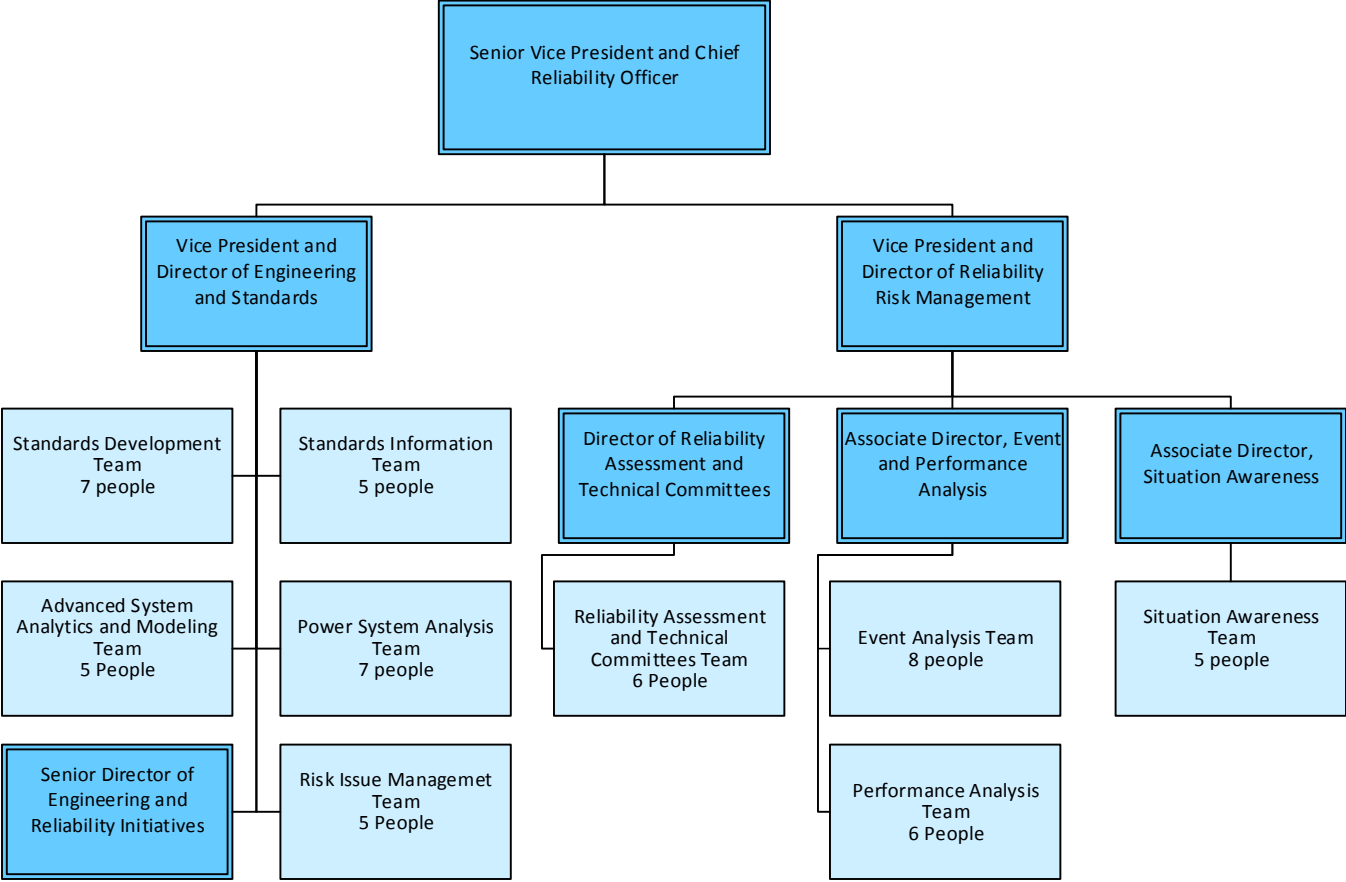 Senior Vice President and Chief
Reliability Officer
Vice President and
Director of Engineering
and Standards
Vice President and
Director of Reliability
Risk Management
Standards Development
Team
7 people
Standards Information
Team
5 people
Director of Reliability
Assessment and
Technical Committees
Associate Director, Event
and Performance
Analysis
Associate Director,
Situation Awareness
Advanced System
Analytics and Modeling
Team
5 People
Power System Analysis
Team
7 people
Reliability Assessment
and Technical
Committees Team
6 People
Event Analysis Team
8 people
Situation Awareness
Team
5 people
Senior Director of
Engineering and
Reliability Initiatives
Risk Issue Managemet
Team
5 People
Performance Analysis
Team
6 People